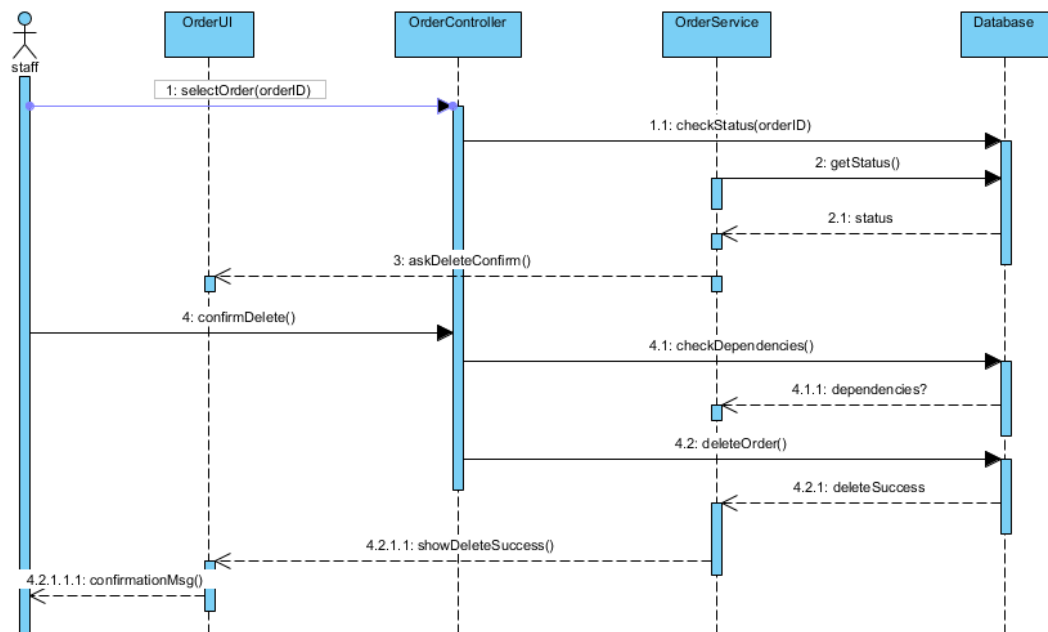 OrderUI
OrderController
OrderService
Database
staff
1: selectOrder(orderID)
1.1: checkStatus(orderID)
2: getStatus()
2.1: status
3: askDeleteConfirm()
4: confirmDelete()
4.1: checkDependencies()
4.1.1: dependencies?
4.2: deleteOrder()
4.2.1: deleteSuccess
4.2.1.1: showDeleteSuccess()
4.2.1.1.1: confirmationMsg()